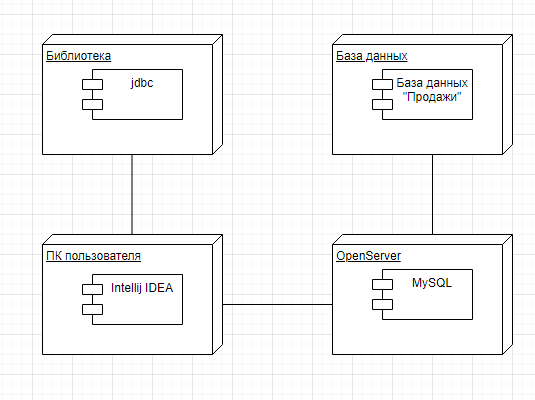 Библиотека
jdbc
База данных
База данных
"Продажи"
ПК пользователя
Intellij IDEA
OpenServer
MySQL